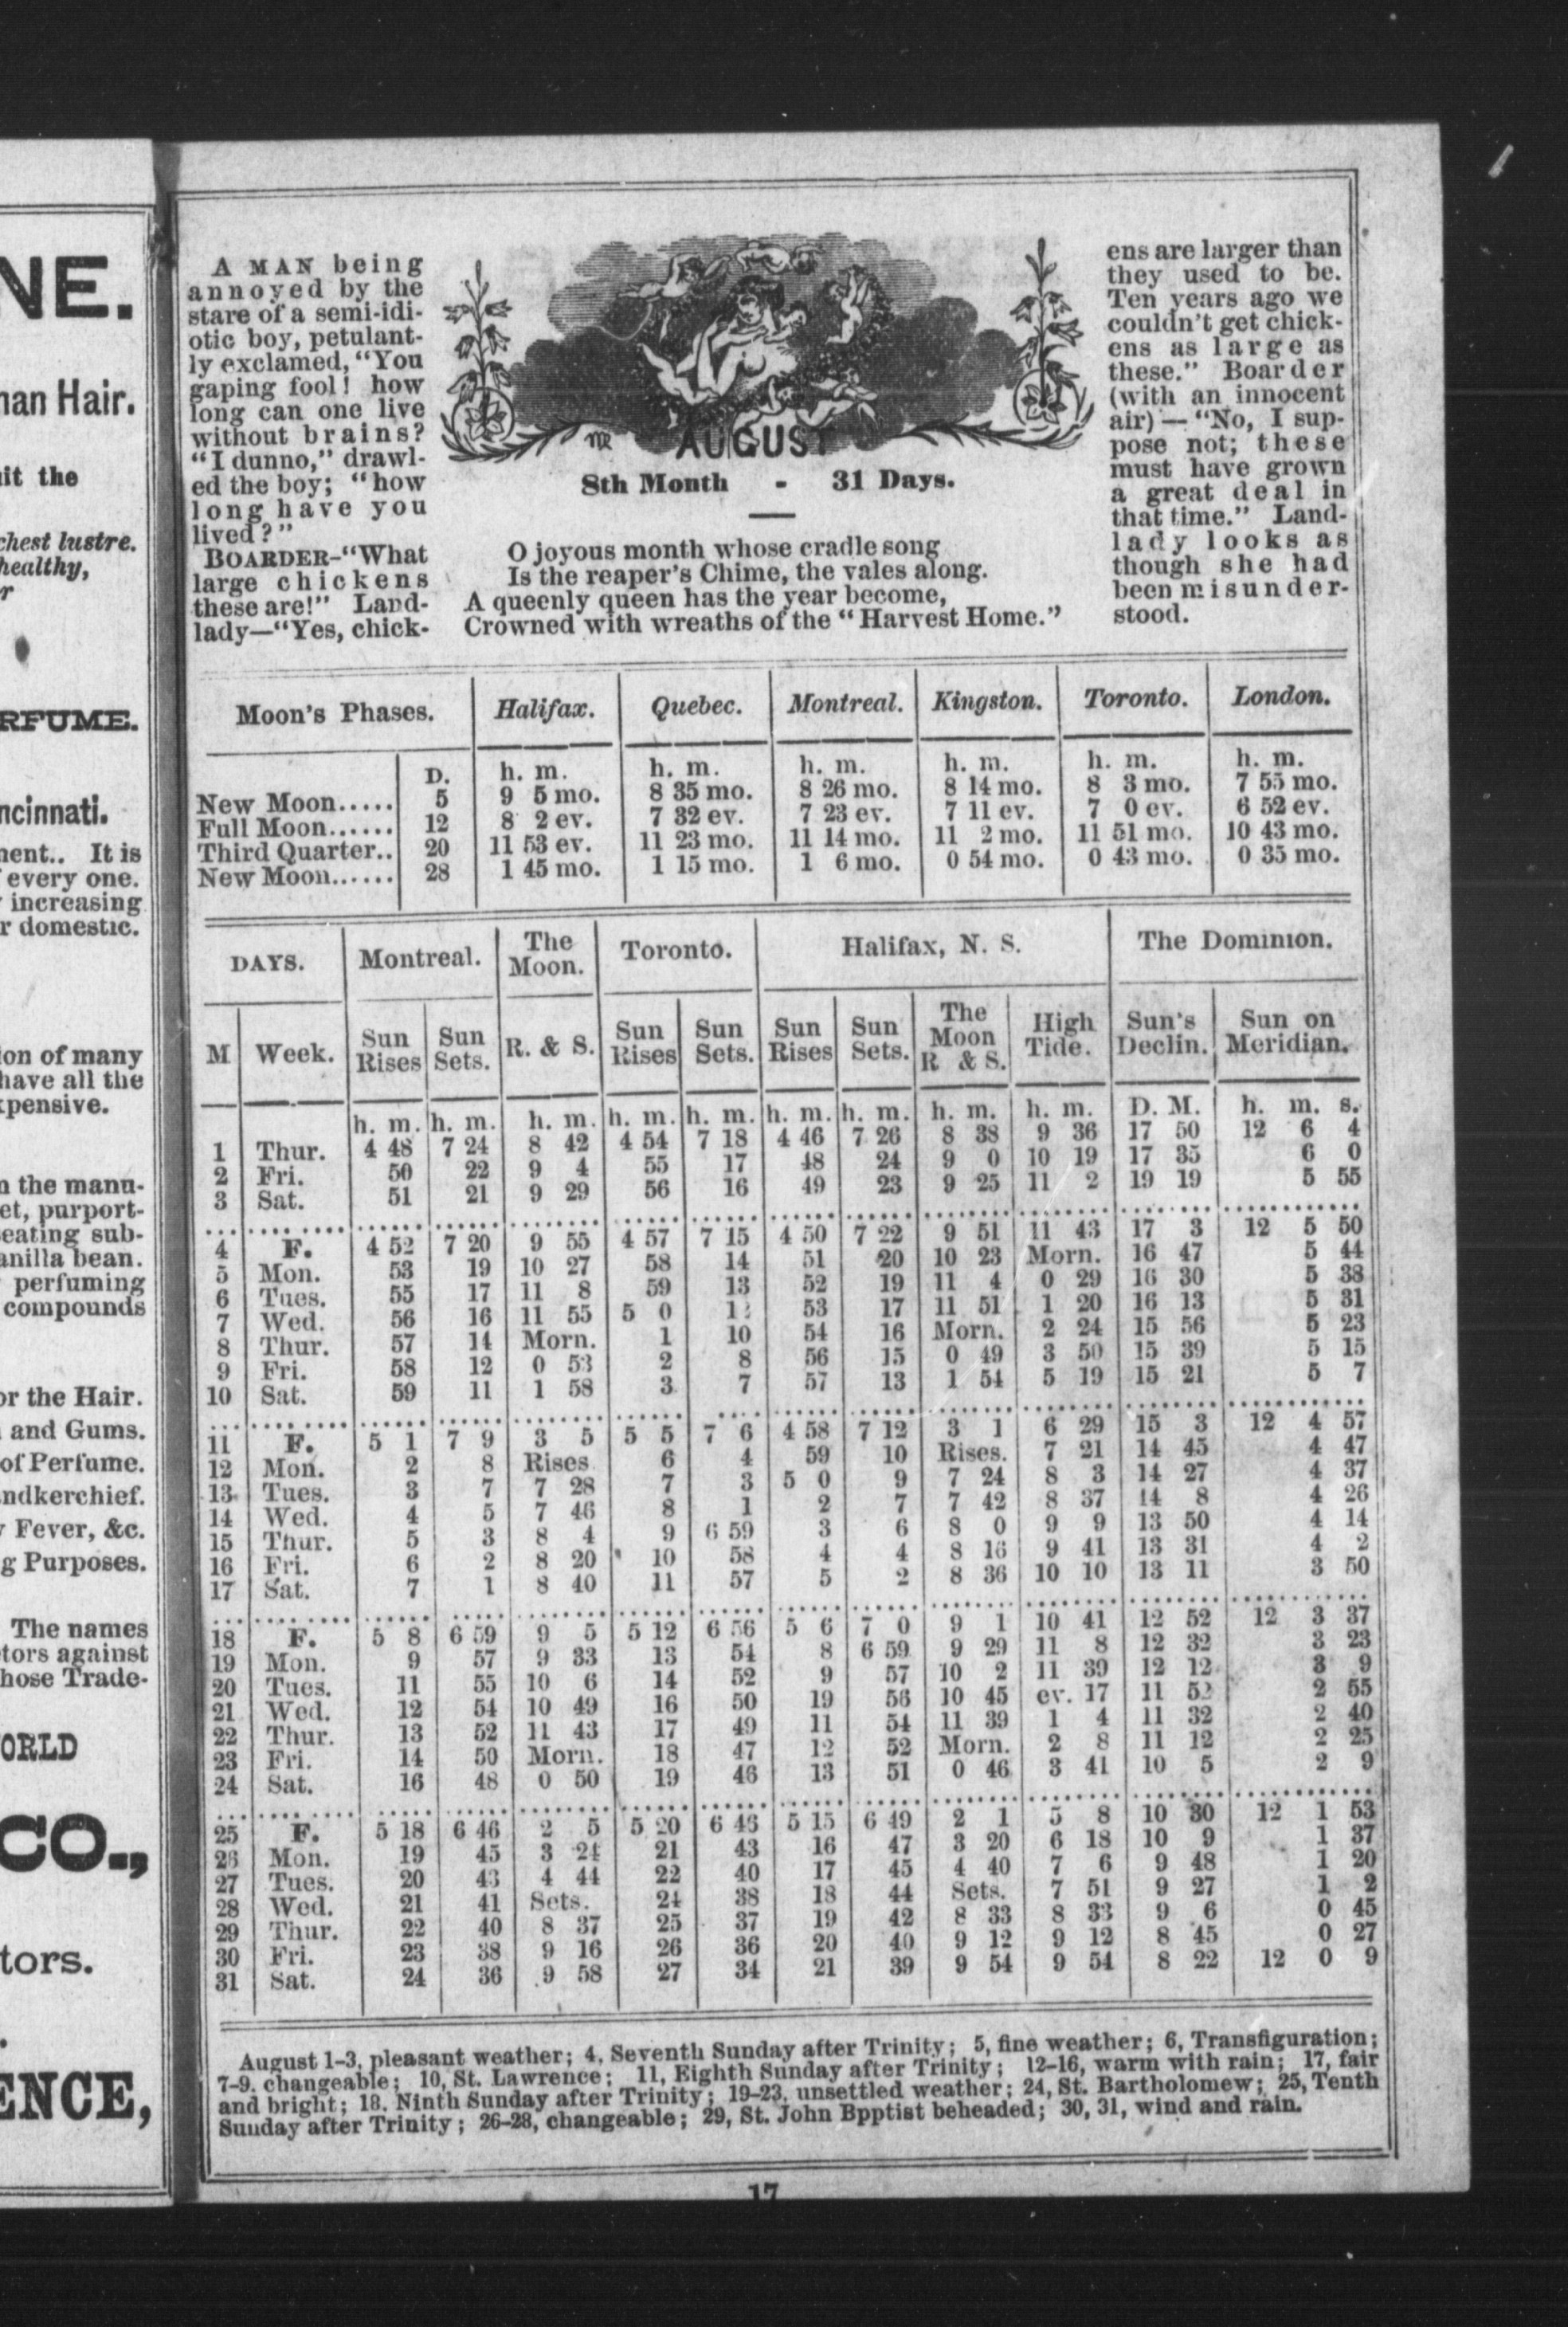 NE.
man Hair.
it the
chest lustre.
healthy,
r
RFUME.
ncinnati.
nent.. It is
every one.
increasing
r domestic.
ion of many
have all the
xpensive.
n the manu-
et, purport-
eating sub-
anilla bean.
perfuming
compounds
or the Hair.
and Gums.
of Perfume.
ndkerchief.
y Fever, &c.
g Purposes.
The names
tors against
hose Trade-
ORLD
CO.,
tors.
ENCE,
A MAN being
annoyed by the
stare of a semi-idi-
otic boy, petulant-
ly exclaimed, "You
gaping fool! how
long can one live
without brains?
"I dunno," drawl-
ed the boy; "how
long have you
lived?"
BOARDER-"What
large chickens
these are!" Land-
lady—"Yes, chick-
AUGUST
8th Month - 31 Days.
O joyous month whose cradle song
Is the reaper's Chime, the vales along.
A queenly queen has the year become,
Crowned with wreaths of the "Harvest Home."
ens are larger than
they used to be.
Ten years ago we
couldn't get chick-
ens as large as
these." Boarder
(with an innocent
air)—"No, I sup-
pose not; these
must have grown
a great deal in
that time." Land-
lady looks as
though she had
been misunder-
stood.
Moon's Phases. Halifax. Quebec. Montreal. Kingston. Toronto. London.
D. h. m. h. m. h. m. h. m. h. m. h. m.
New Moon..... 5 9 5 mo. 8 35 mo. 8 26 mo. 8 14 mo. 8 3 mo. 7 55 mo.
Full Moon...... 12 8 2 ev. 7 32 ev. 7 23 ev. 7 11 ev. 7 0 ev. 6 52 ev.
Third Quarter.. 20 11 53 ev. 11 23 mo. 11 14 mo. 11 2 mo. 11 51 mo. 10 43 mo.
New Moon...... 28 1 45 mo. 1 15 mo. 1 6 mo. 0 54 mo. 0 43 mo. 0 35 mo.
DAYS. Montreal. The Moon. Toronto. Halifax, N. S. The Dominion.
M Week. Sun Rises Sun Sets. R. & S. Sun Rises Sun Sets. Sun Rises Sun Sets. The Moon R & S. High Tide. Sun's Declin. Sun on Meridian.
h. m. h. m. h. m. h. m. h. m. h. m. h. m. h. m. h. m. D. M. h. m. s.
1 Thur. 4 48 7 24 8 42 4 54 7 18 4 46 7 26 8 38 9 36 17 50 12 6 4
2 Fri. 50 22 9 4 55 17 48 24 9 0 10 19 17 35 6 0
3 Sat. 51 21 9 29 56 16 49 23 9 25 11 2 19 19 5 55
4 F. 4 52 7 20 9 55 4 57 7 15 4 50 7 22 9 51 11 43 17 3 12 5 50
5 Mon. 53 19 10 27 58 14 51 20 10 23 Morn. 16 47 5 44
6 Tues. 55 17 11 8 59 13 52 19 11 4 0 29 16 30 5 38
7 Wed. 56 16 11 55 5 0 53 17 11 51 1 20 16 13 5 31
8 Thur. 57 14 Morn. 1 10 54 16 Morn. 2 24 15 56 5 23
9 Fri. 58 12 0 53 2 8 56 15 0 49 3 50 15 39 5 15
10 Sat. 59 11 1 58 3 7 57 13 1 54 5 19 15 21 5 7
11 F. 5 1 7 9 3 5 5 5 7 6 4 58 7 12 3 1 6 29 15 3 12 4 57
12 Mon. 2 8 Rises 6 4 59 10 Rises. 7 21 14 45 4 47
13 Tues. 3 7 7 28 7 3 5 0 9 7 24 8 3 14 27 4 37
14 Wed. 4 5 7 46 8 1 2 7 7 42 8 37 14 8 4 26
15 Thur. 5 3 8 4 9 6 59 3 6 8 0 9 9 13 50 4 14
16 Fri. 6 2 8 20 10 58 4 4 8 16 9 41 13 31 4 2
17 Sat. 7 1 8 40 11 57 5 2 8 36 10 10 13 11 3 50
18 F. 5 8 6 59 9 5 5 12 6 56 5 6 7 0 9 1 10 41 12 52 12 3 37
19 Mon. 9 57 9 33 13 54 8 6 59 9 29 11 8 12 32 3 23
20 Tues. 11 55 10 6 14 52 9 57 10 2 11 39 12 12 3 9
21 Wed. 12 54 10 49 16 50 19 56 10 45 ev. 17 11 52 2 55
22 Thur. 13 52 11 43 17 49 11 54 11 39 1 4 11 32 2 40
23 Fri. 14 50 Morn. 18 47 12 52 Morn. 2 8 11 12 2 25
24 Sat. 16 48 0 50 19 46 13 51 0 46 3 41 10 5 2 9
25 F. 5 18 6 46 2 5 5 20 6 46 5 15 6 49 2 1 5 8 10 30 12 1 53
26 Mon. 19 45 3 24 21 43 16 47 3 20 6 18 10 9 1 37
27 Tues. 20 43 4 44 22 40 17 45 4 40 7 6 9 48 1 20
28 Wed. 21 41 Sets. 24 38 18 44 Sets. 7 51 9 27 1 2
29 Thur. 22 40 8 37 25 37 19 42 8 33 8 33 9 6 0 45
30 Fri. 23 38 9 16 26 36 20 40 9 12 9 12 8 45 0 27
31 Sat. 24 36 9 58 27 34 21 39 9 54 9 54 8 22 12 0 9
August 1-3, pleasant weather; 4, Seventh Sunday after Trinity; 5, fine weather; 6, Transfiguration;
7-9. changeable; 10, St. Lawrence; 11, Eighth Sunday after Trinity; 12-16, warm with rain; 17, fair
and bright; 18. Ninth Sunday after Trinity; 19-23, unsettled weather; 24, St. Bartholomew; 25, Tenth
Sunday after Trinity; 26-28, changeable; 29, St. John Bpptist beheaded; 30, 31, wind and rain.
17